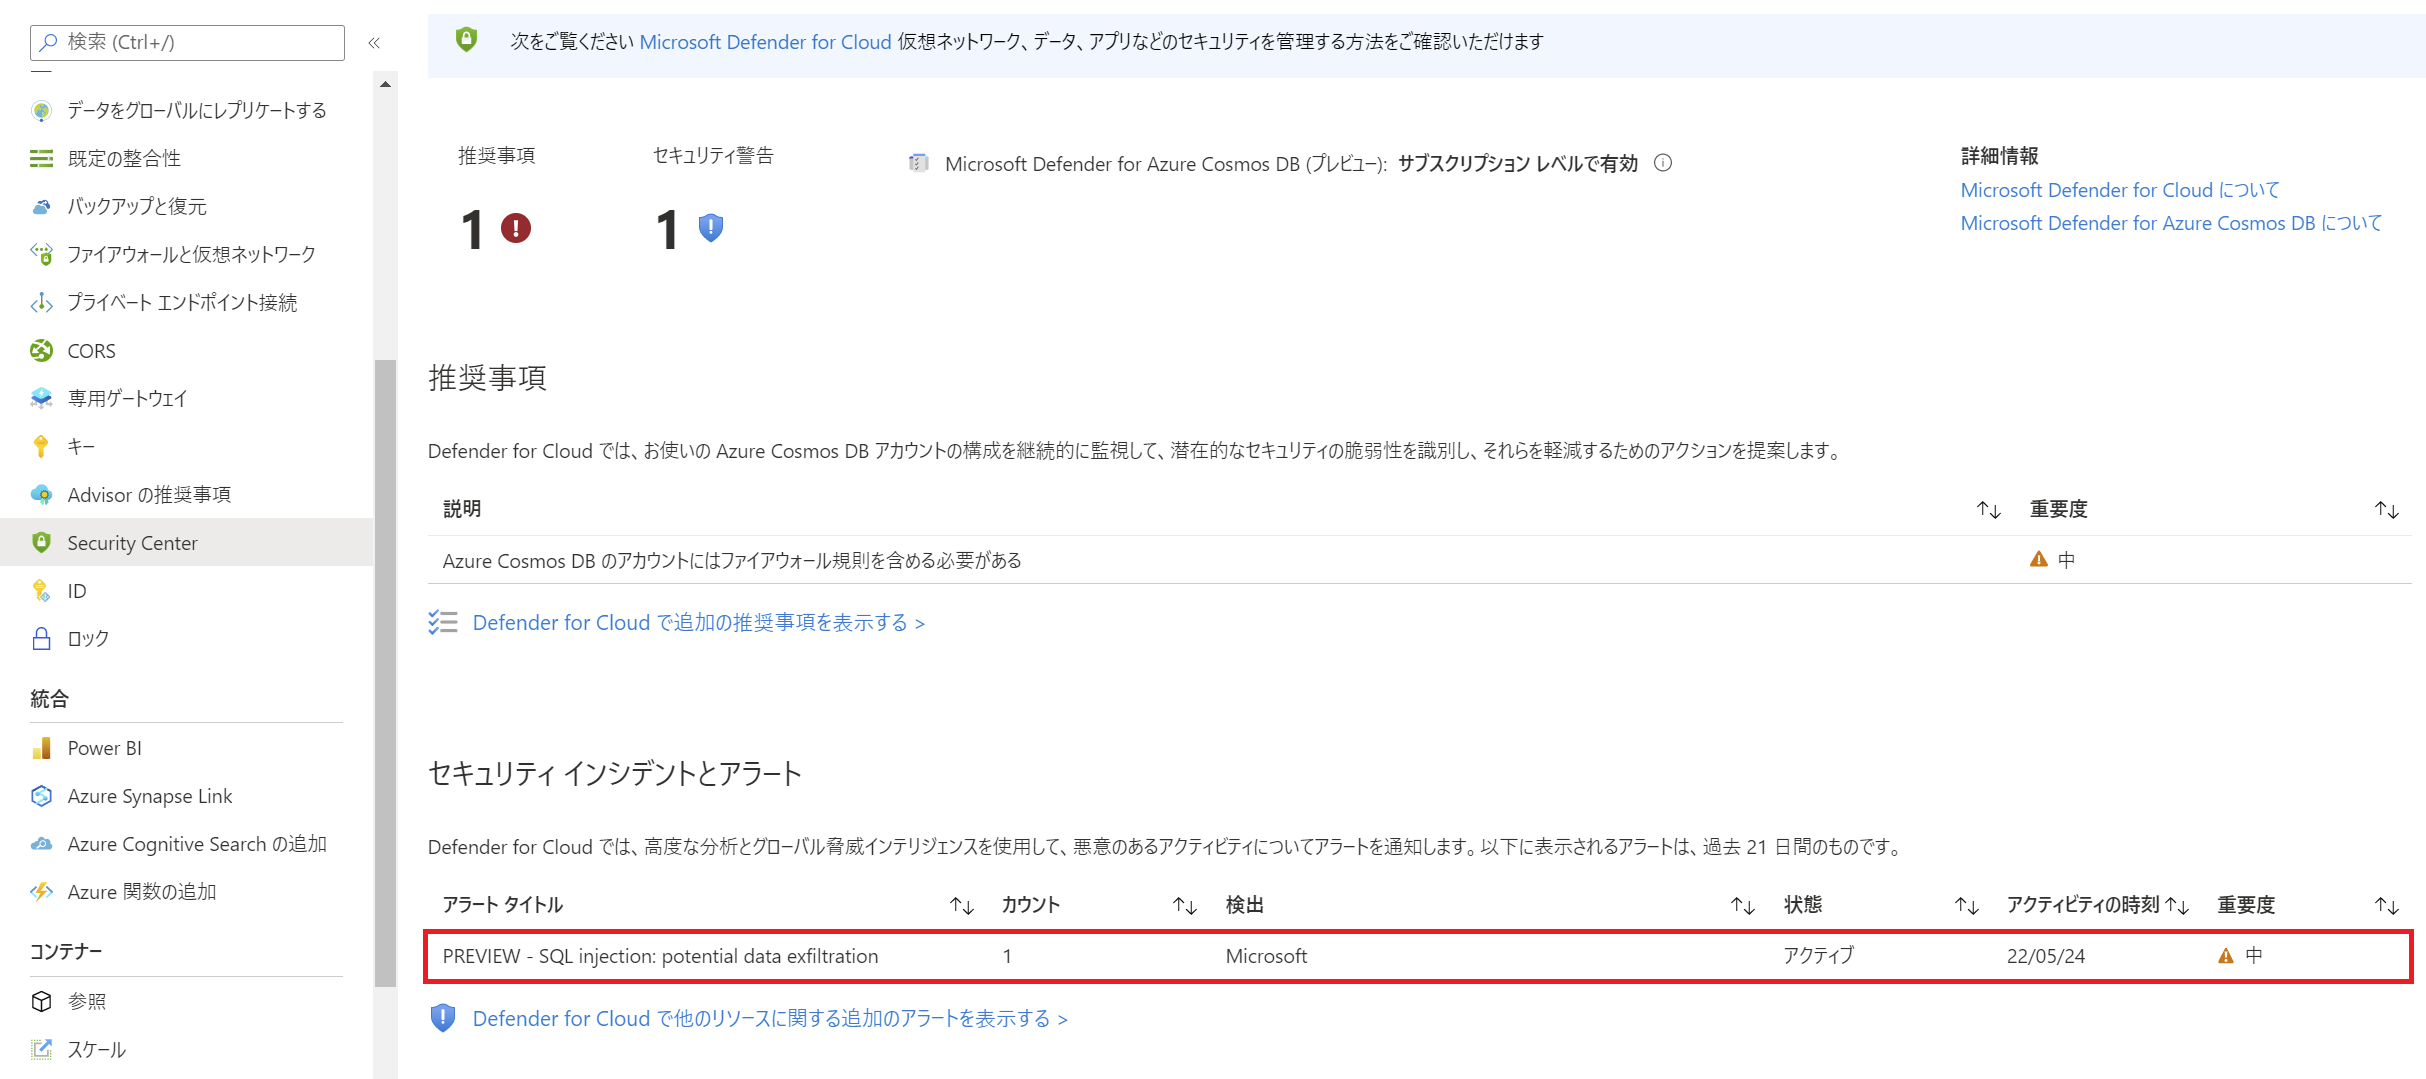 検索 (Ctrl+/)
データをグローバルにレプリケートする
既定の整合性
バックアップと復元
ファイアウォールと仮想ネットワーク
プライベート エンドポイント接続
CORS
専用ゲートウェイ
キー
Advisor の推奨事項
Security Center
ID
ロック
統合
Power BI
Azure Synapse Link
Azure Cognitive Search の追加
Azure 関数の追加
コンテナー
参照
スケール
次をご覧ください Microsoft Defender for Cloud 仮想ネットワーク、データ、アプリなどのセキュリティを管理する方法をご確認いただけます
推奨事項
1
セキュリティ警告
1
Microsoft Defender for Azure Cosmos DB (プレビュー): サブスクリプション レベルで有効
詳細情報
Microsoft Defender for Cloud について
Microsoft Defender for Azure Cosmos DB について
推奨事項
Defender for Cloud では、お使いの Azure Cosmos DB アカウントの構成を継続的に監視して、潜在的なセキュリティの脆弱性を識別し、それらを軽減するためのアクションを提案します。
説明 重要度
Azure Cosmos DB のアカウントにはファイアウォール規則を含める必要がある 中
Defender for Cloud で追加の推奨事項を表示する >
セキュリティ インシデントとアラート
Defender for Cloud では、高度な分析とグローバル脅威インテリジェンスを使用して、悪意のあるアクティビティについてアラートを通知します。以下に表示されるアラートは、過去 21 日間のものです。
アラート タイトル カウント 検出 状態 アクティビティの時刻 重要度
PREVIEW - SQL injection: potential data exfiltration 1 Microsoft アクティブ 22/05/24 中
Defender for Cloud で他のリソースに関する追加のアラートを表示する >